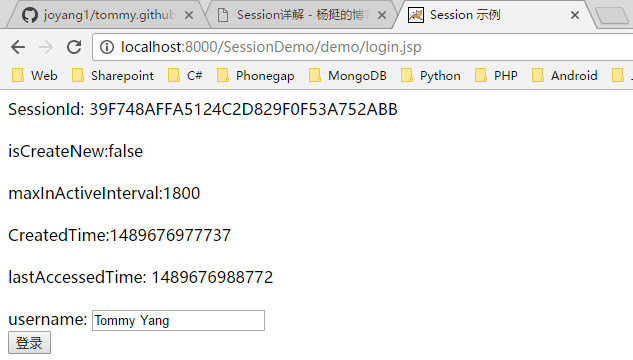 joyang1/tommy.github
Session详解 - 杨挺的博
Session 示例
localhost:8000/SessionDemo/demo/login.jsp
Web
Sharepoint
C#
Phonegap
MongoDB
Python
PHP
Android
SessionId: 39F748AFFA5124C2D829F0F53A752ABB
isCreateNew:false
maxInActiveInterval:1800
CreatedTime:1489676977737
lastAccessedTime: 1489676988772
username: Tommy Yang
登录